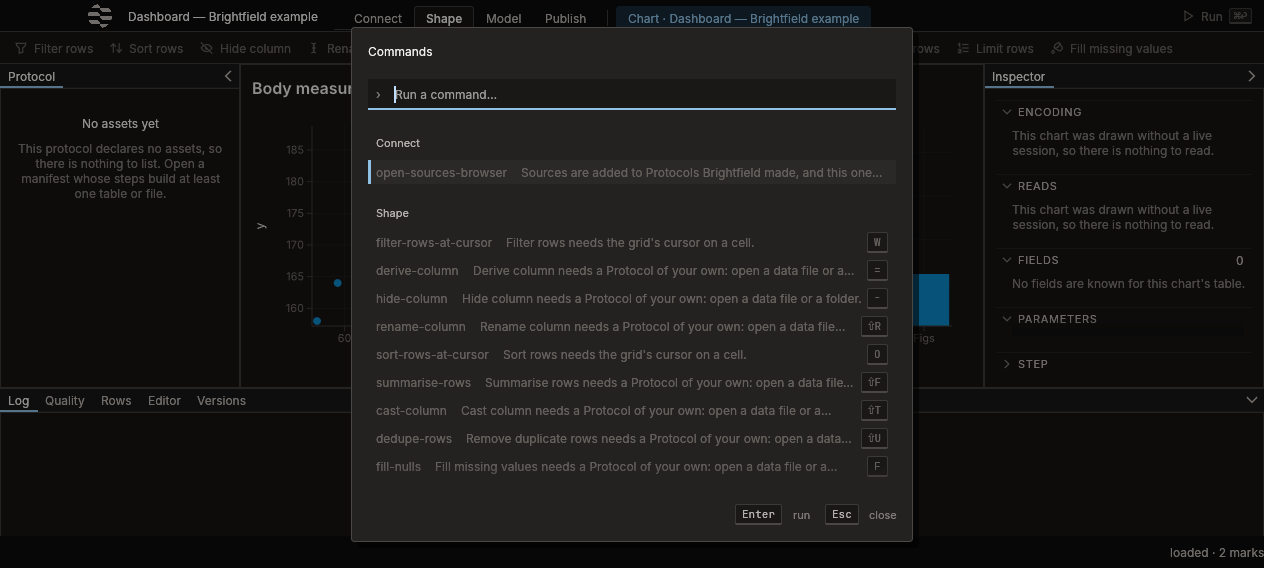 Dashboard — Brightfield example
Connect
Shape
Model
Publish
Chart · Dashboard — Brightfield example
Run
Filter rows
Sort rows
Hide column
rows
Limit rows
Fill missing values
Protocol
No assets yet
This protocol declares no assets, so
there is nothing to list. Open a
manifest whose steps build at least
one table or file.
Body measur
185
180
175
170
165
160
y
60
Figs
Commands
› Run a command...
Connect
open-sources-browser Sources are added to Protocols Brightfield made, and this one...
Shape
filter-rows-at-cursor Filter rows needs the grid's cursor on a cell. W
derive-column Derive column needs a Protocol of your own: open a data file or a... =
hide-column Hide column needs a Protocol of your own: open a data file or a folder. -
rename-column Rename column needs a Protocol of your own: open a data file... ⇧R
sort-rows-at-cursor Sort rows needs the grid's cursor on a cell. O
summarise-rows Summarise rows needs a Protocol of your own: open a data file... ⇧F
cast-column Cast column needs a Protocol of your own: open a data file or a... ⇧T
dedupe-rows Remove duplicate rows needs a Protocol of your own: open a data... ⇧U
fill-nulls Fill missing values needs a Protocol of your own: open a data file or a... F
Enter run Esc close
Inspector
ENCODING
This chart was drawn without a live
session, so there is nothing to read.
READS
This chart was drawn without a live
session, so there is nothing to read.
FIELDS 0
No fields are known for this chart's table.
PARAMETERS
STEP
Log
Quality
Rows
Editor
Versions
loaded · 2 marks